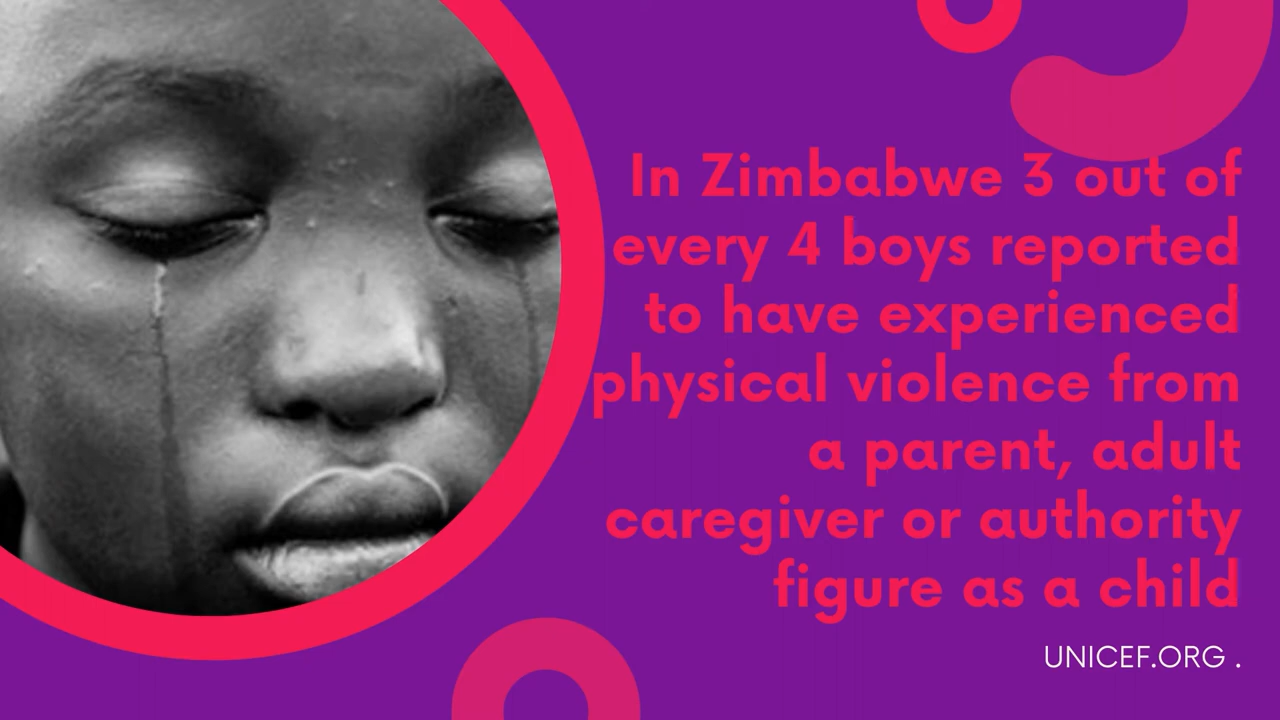 In Zimbabwe 3 out of
every 4 boys reported
to have experienced
physical violence from
a parent, adult
caregiver or authority
figure as a child
UNICEF.ORG .